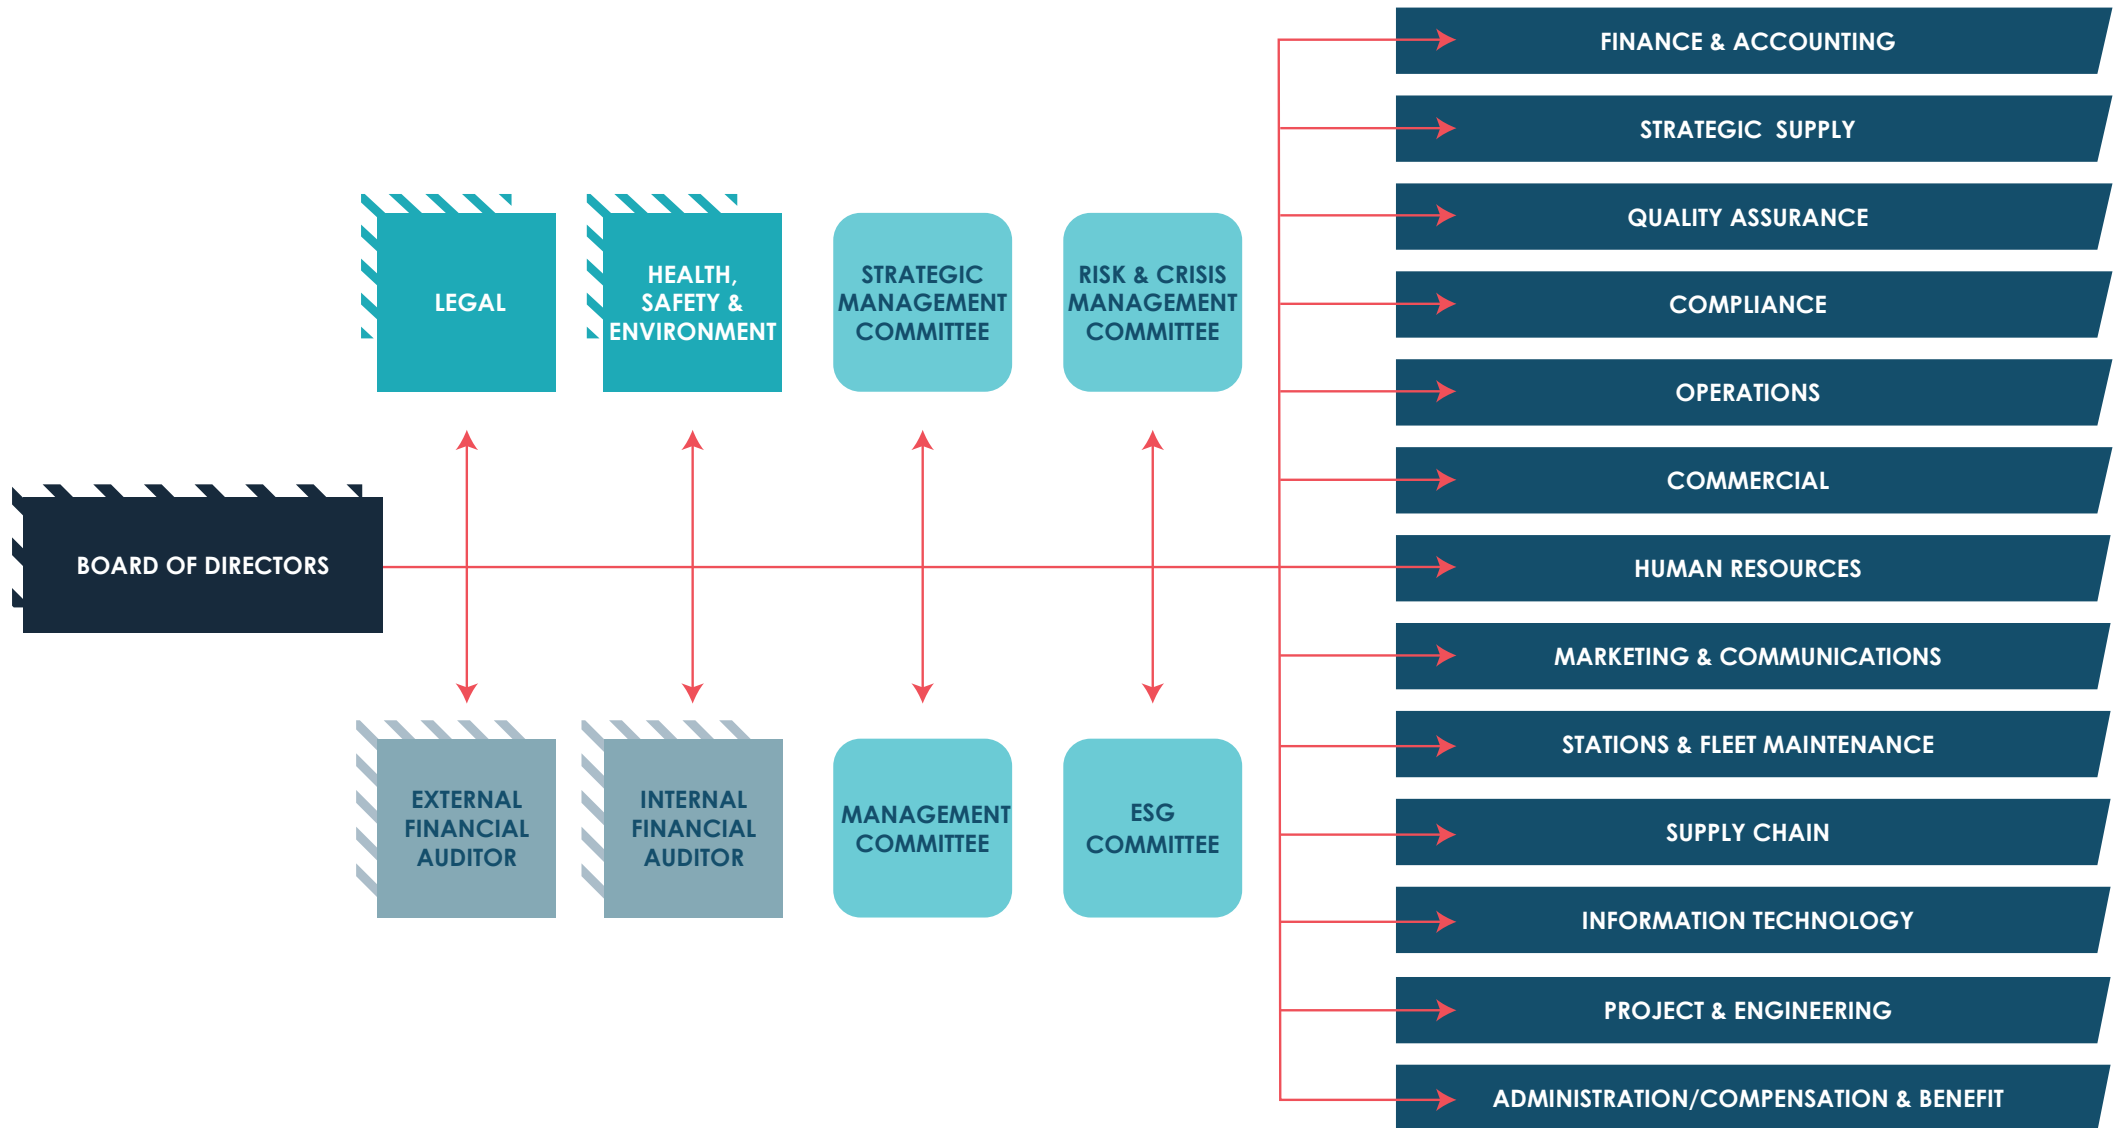 BOARD OF DIRECTORS
LEGAL
HEALTH,
SAFETY &
ENVIRONMENT
STRATEGIC
MANAGEMENT
COMMITTEE
RISK & CRISIS
MANAGEMENT
COMMITTEE
EXTERNAL
FINANCIAL
AUDITOR
INTERNAL
FINANCIAL
AUDITOR
MANAGEMENT
COMMITTEE
ESG
COMMITTEE
FINANCE & ACCOUNTING
STRATEGIC SUPPLY
QUALITY ASSURANCE
COMPLIANCE
OPERATIONS
COMMERCIAL
HUMAN RESOURCES
MARKETING & COMMUNICATIONS
STATIONS & FLEET MAINTENANCE
SUPPLY CHAIN
INFORMATION TECHNOLOGY
PROJECT & ENGINEERING
ADMINISTRATION/COMPENSATION & BENEFIT